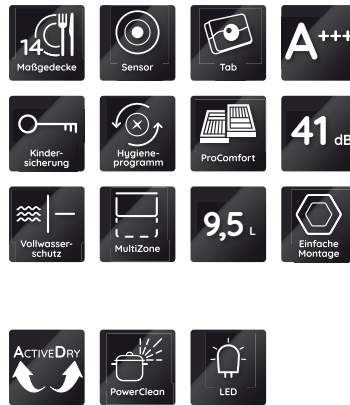 14
Maßgedecke
Sensor
Tab
A+++
Kinder-
sicherung
Hygiene-
programm
ProComfort
41 dB
Vollwasser-
schutz
MultiZone
9,5 L
Einfache
Montage
ACTIVEDRY
PowerClean
LED